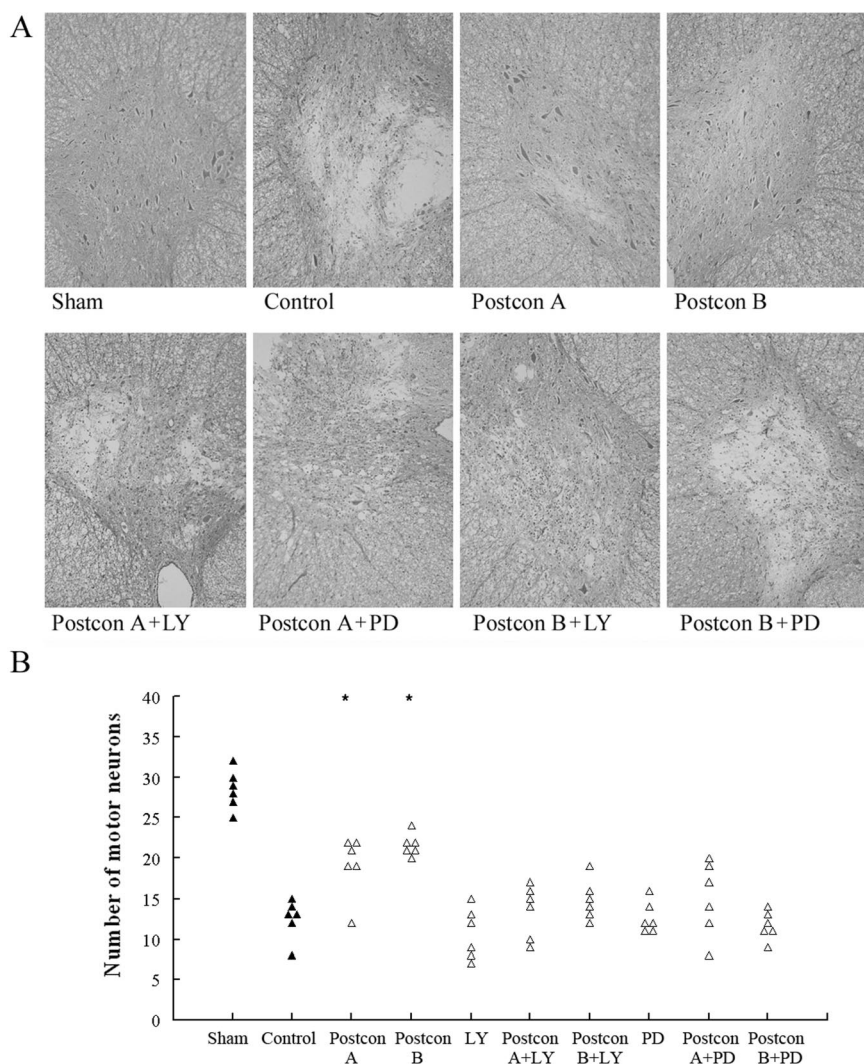 A
Sham Control Postcon A Postcon B
Postcon A+LY Postcon A+PD Postcon B+LY Postcon B+PD
B
Number of motor neurons
40
35
30
25
20
15
10
5
0
* *
Sham Control Postcon Postcon LY Postcon Postcon PD Postcon Postcon
A B A+LY B+LY A+PD B+PD